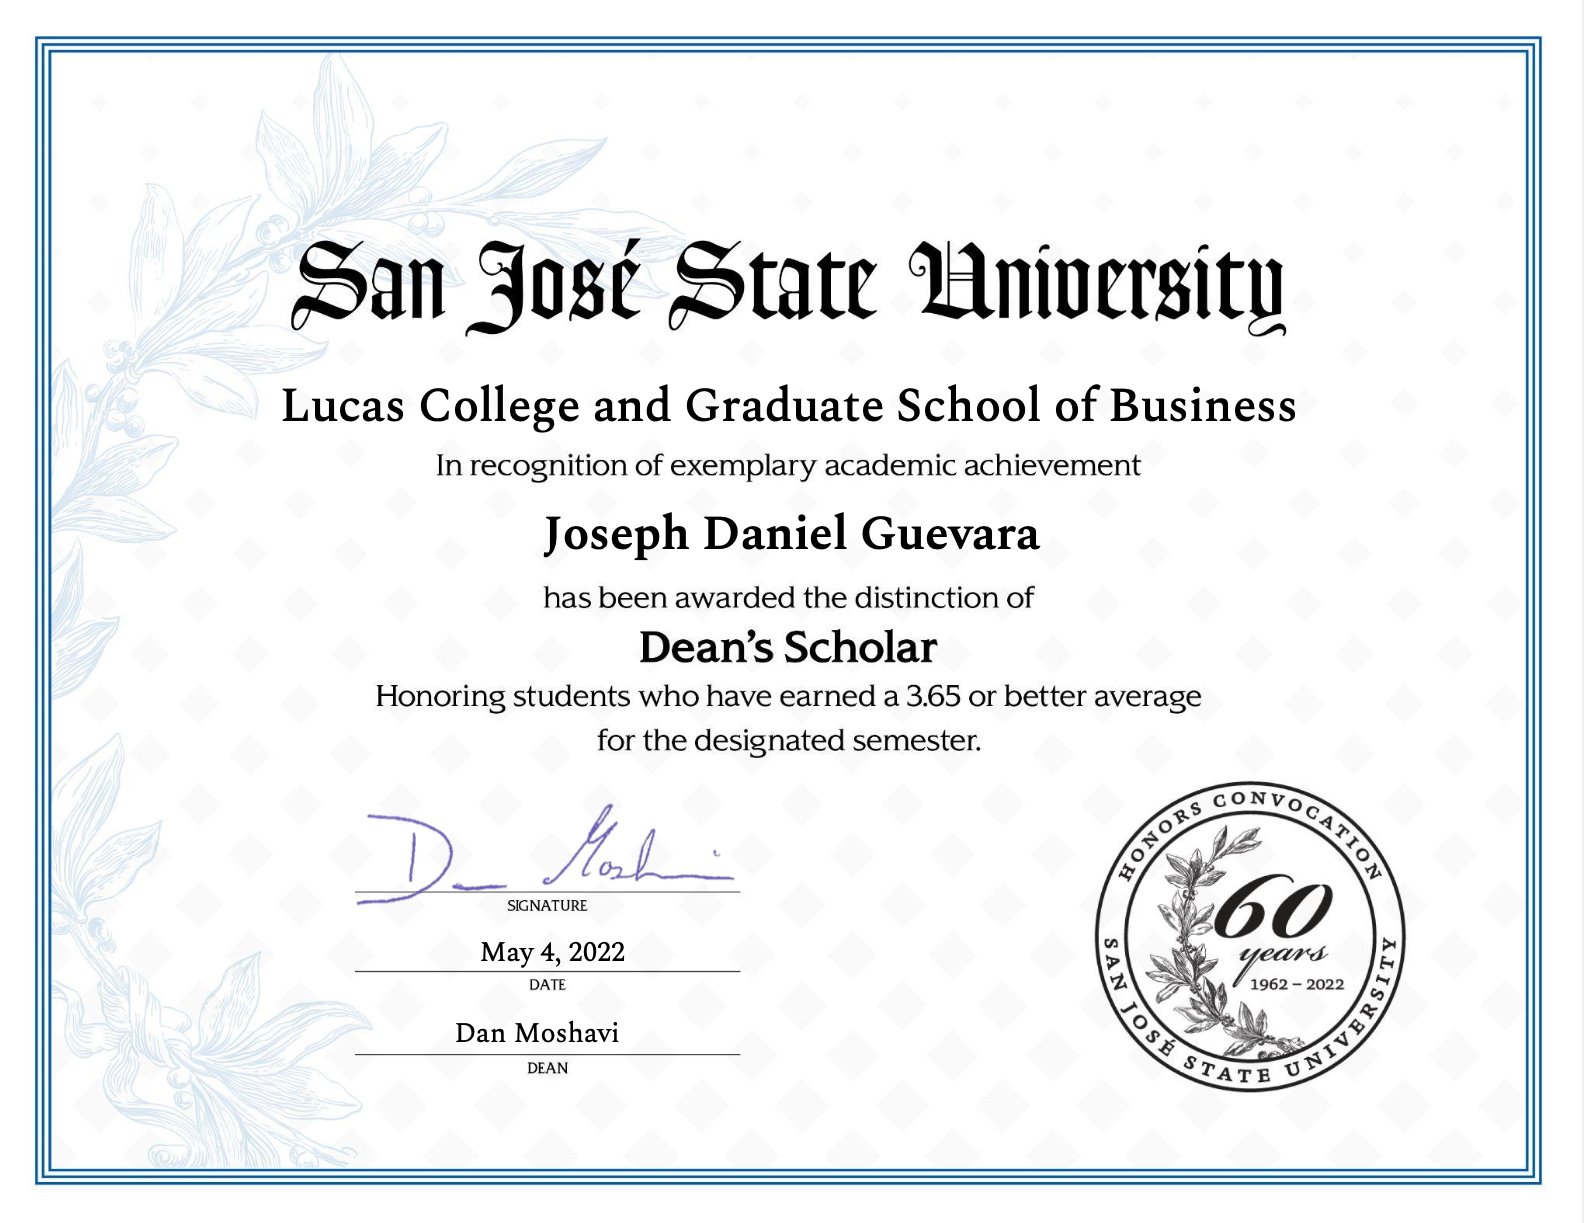 San José State University
Lucas College and Graduate School of Business
In recognition of exemplary academic achievement
Joseph Daniel Guevara
has been awarded the distinction of
Dean's Scholar
Honoring students who have earned a 3.65 or better average
for the designated semester.
D Moshavi
SIGNATURE
May 4, 2022
DATE
Dan Moshavi
DEAN
HONORS CONVOCATION
60
years
1962 – 2022
SAN JOSÉ STATE UNIVERSITY